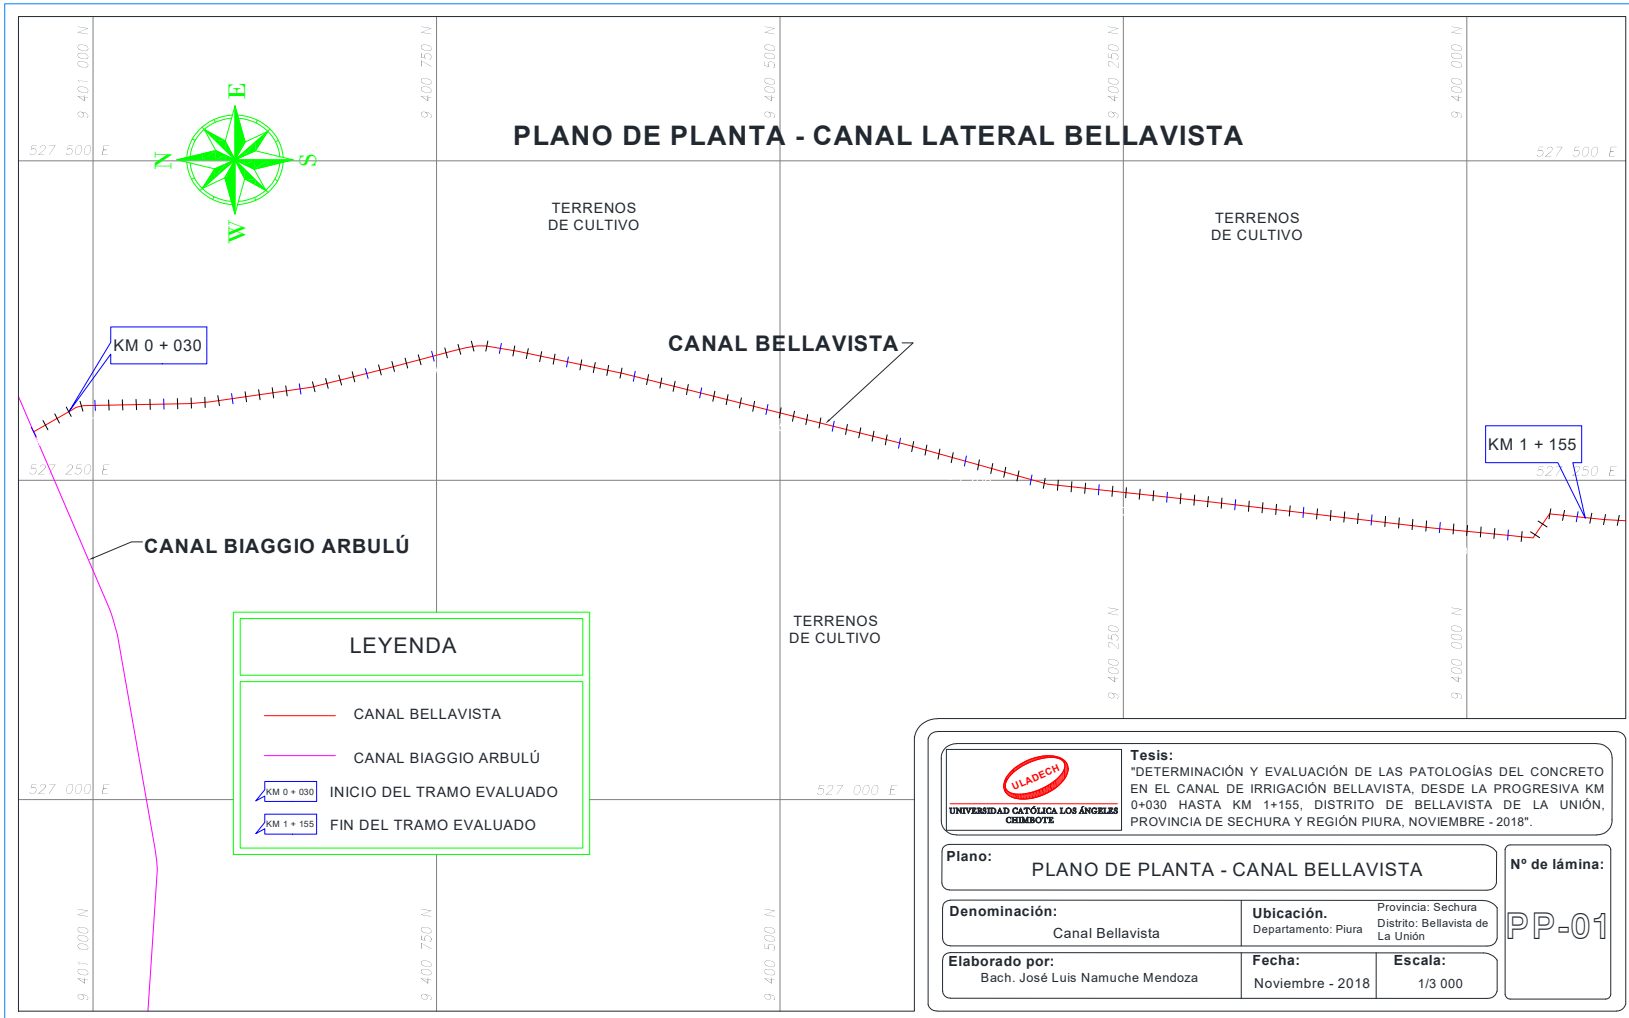 9 401 000 N
9 400 750 N
9 400 500 N
9 400 250 N
9 400 000 N
E
N
S
W
PLANO DE PLANTA - CANAL LATERAL BELLAVISTA
527 500 E
527 500 E
TERRENOS
DE CULTIVO
TERRENOS
DE CULTIVO
KM 0 + 030
CANAL BELLAVISTA
KM 1 + 155
527 250 E
527 250 E
CANAL BIAGGIO ARBULÚ
TERRENOS
DE CULTIVO
LEYENDA
CANAL BELLAVISTA
CANAL BIAGGIO ARBULÚ
KM 0 + 030 INICIO DEL TRAMO EVALUADO
KM 1 + 155 FIN DEL TRAMO EVALUADO
527 000 E
527 000 E
9 401 000 N
9 400 750 N
9 400 500 N
9 400 250 N
9 400 000 N
ULADECH
UNIVERSIDAD CATÓLICA LOS ÁNGELES
CHIMBOTE
Tesis:
"DETERMINACIÓN Y EVALUACIÓN DE LAS PATOLOGÍAS DEL CONCRETO
EN EL CANAL DE IRRIGACIÓN BELLAVISTA, DESDE LA PROGRESIVA KM
0+030 HASTA KM 1+155, DISTRITO DE BELLAVISTA DE LA UNIÓN,
PROVINCIA DE SECHURA Y REGIÓN PIURA, NOVIEMBRE - 2018".
Plano:
PLANO DE PLANTA - CANAL BELLAVISTA
Nº de lámina:
PP-01
Denominación:
Canal Bellavista
Ubicación.
Departamento: Piura
Provincia: Sechura
Distrito: Bellavista de
La Unión
Elaborado por:
Bach. José Luis Namuche Mendoza
Fecha:
Noviembre - 2018
Escala:
1/3 000